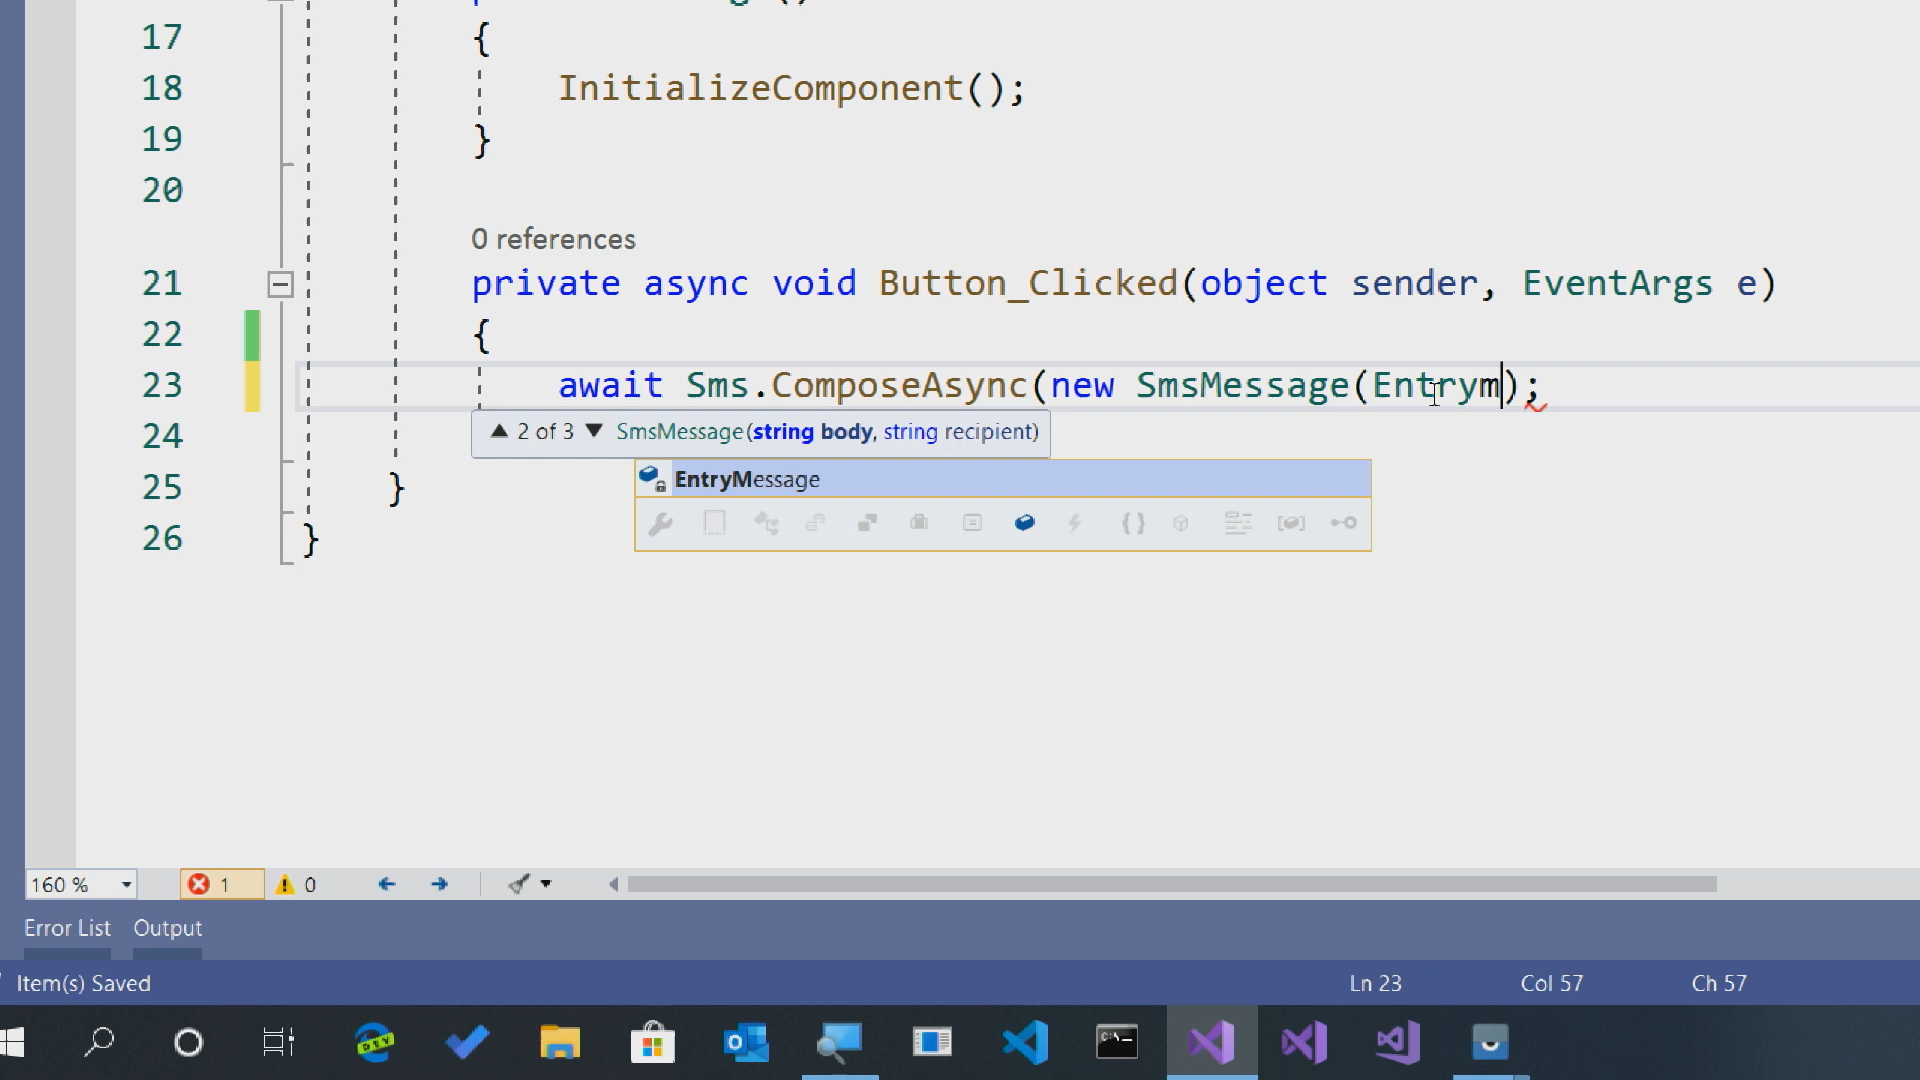 17 {
18 InitializeComponent();
19 }
20
0 references
21 private async void Button_Clicked(object sender, EventArgs e)
22 {
23 await Sms.ComposeAsync(new SmsMessage(Entrym);
24 ▲ 2 of 3 ▼ SmsMessage(string body, string recipient)
EntryMessage
25 }
26 }
160 % 1 0
Error List Output
Item(s) Saved Ln 23 Col 57 Ch 57
DEV